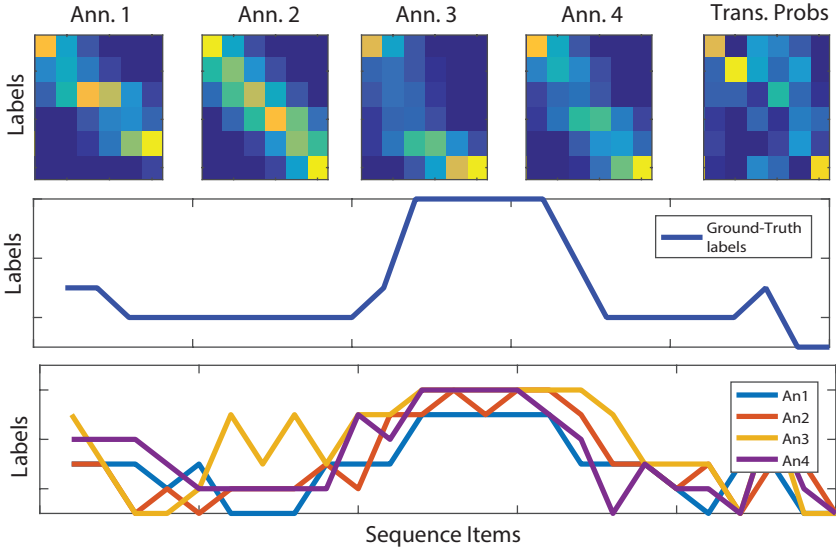 Ann. 1
Ann. 2
Ann. 3
Ann. 4
Trans. Probs
Labels
Labels
Ground-Truth
labels
Labels
An1
An2
An3
An4
Sequence Items